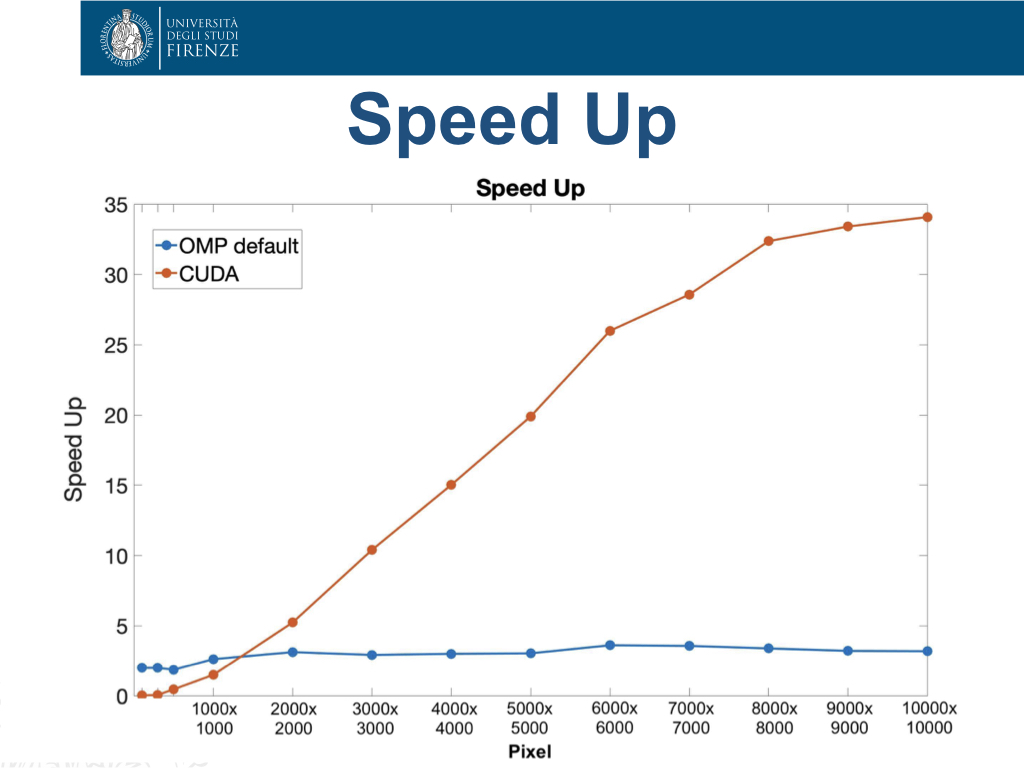 UNIVERSITÀ
DEGLI STUDI
FIRENZE
Speed Up
Speed Up
OMP default
CUDA
Speed Up
35
30
25
20
15
10
5
0
1000x 2000x 3000x 4000x 5000x 6000x 7000x 8000x 9000x 10000x
1000 2000 3000 4000 5000 6000 7000 8000 9000 10000
Pixel